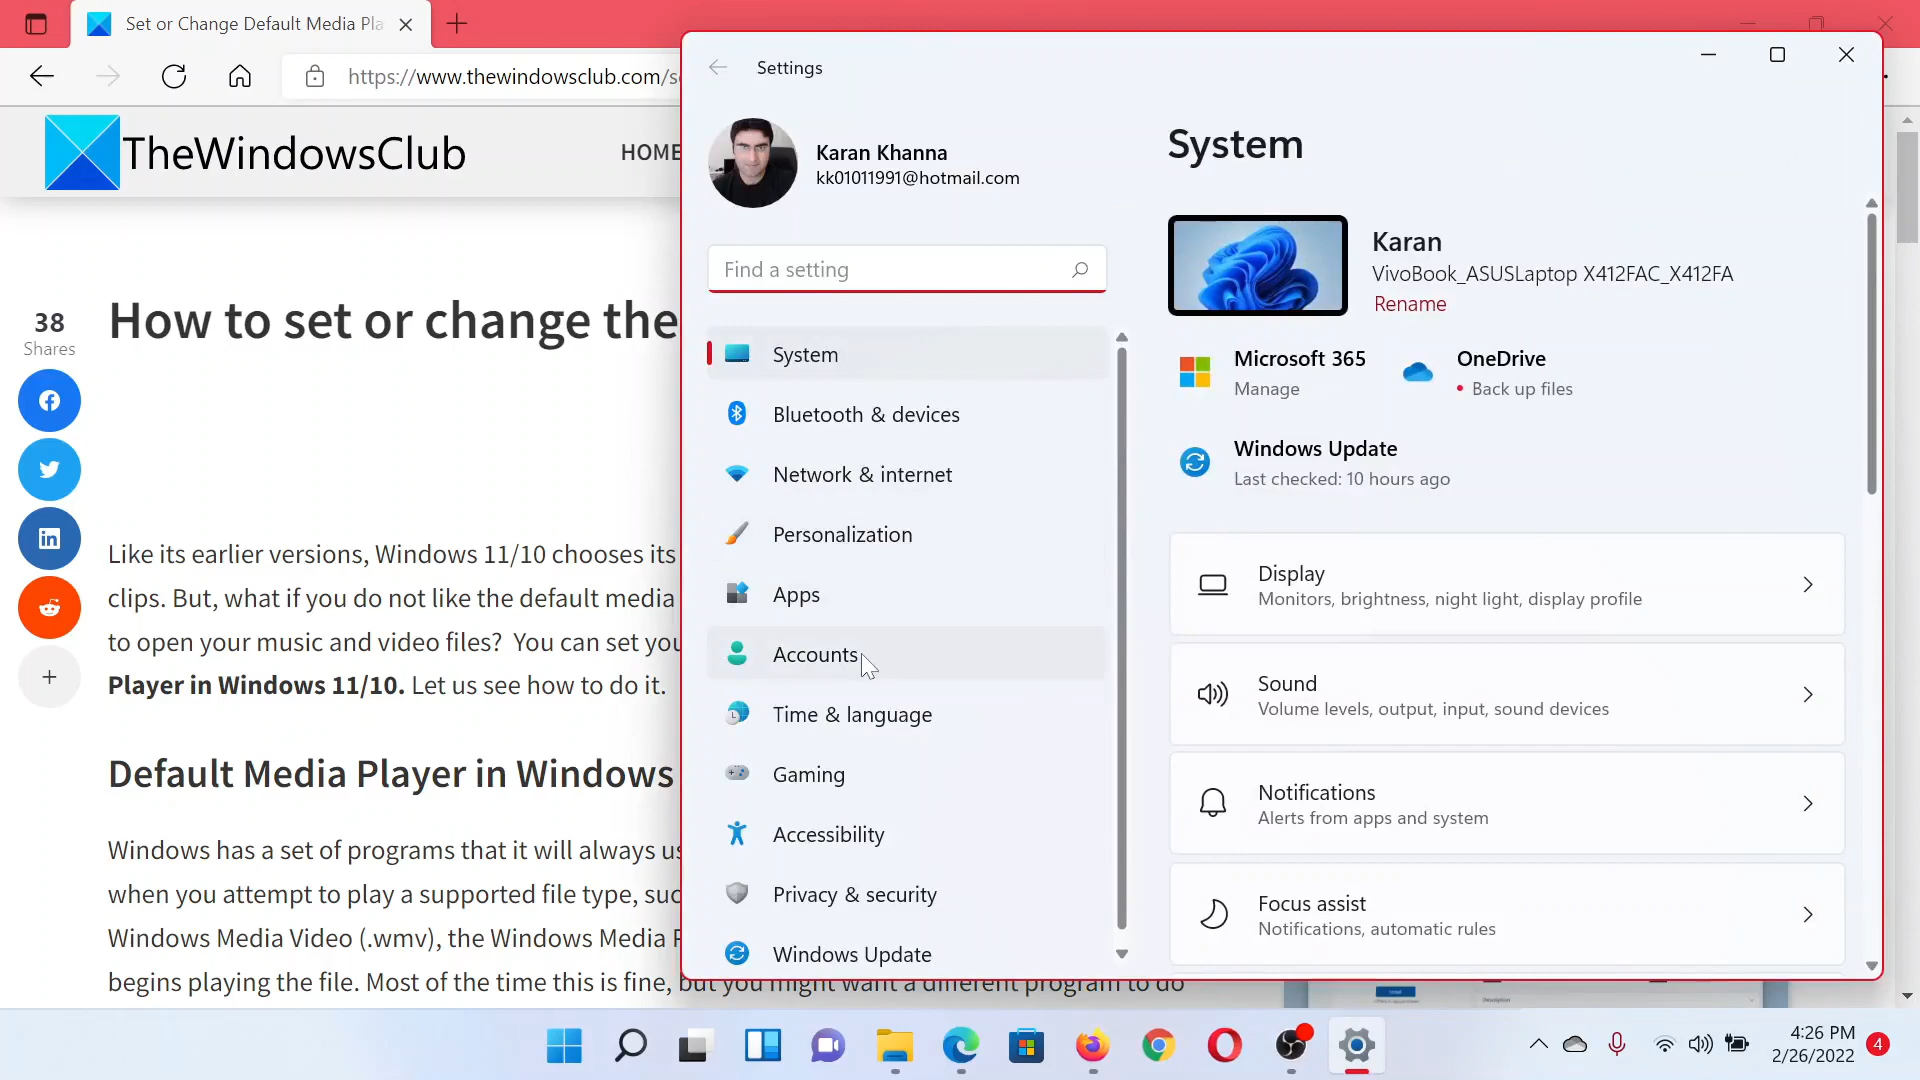 Set or Change Default Media Pla
https://www.thewindowsclub.com/s
TheWindowsClub
HOME
38
Shares
How to set or change the
Like its earlier versions, Windows 11/10 chooses its
clips. But, what if you do not like the default media
to open your music and video files? You can set you
Player in Windows 11/10. Let us see how to do it.
Default Media Player in Windows
Windows has a set of programs that it will always us
when you attempt to play a supported file type, suc
Windows Media Video (.wmv), the Windows Media P
begins playing the file. Most of the time this is fine, but you might want a different program to do
Settings
Karan Khanna
kk01011991@hotmail.com
Find a setting
System
Bluetooth & devices
Network & internet
Personalization
Apps
Accounts
Time & language
Gaming
Accessibility
Privacy & security
Windows Update
System
Karan
VivoBook_ASUSLaptop X412FAC_X412FA
Rename
Microsoft 365
Manage
OneDrive
• Back up files
Windows Update
Last checked: 10 hours ago
Display
Monitors, brightness, night light, display profile
Sound
Volume levels, output, input, sound devices
Notifications
Alerts from apps and system
Focus assist
Notifications, automatic rules
4:26 PM
2/26/2022
4